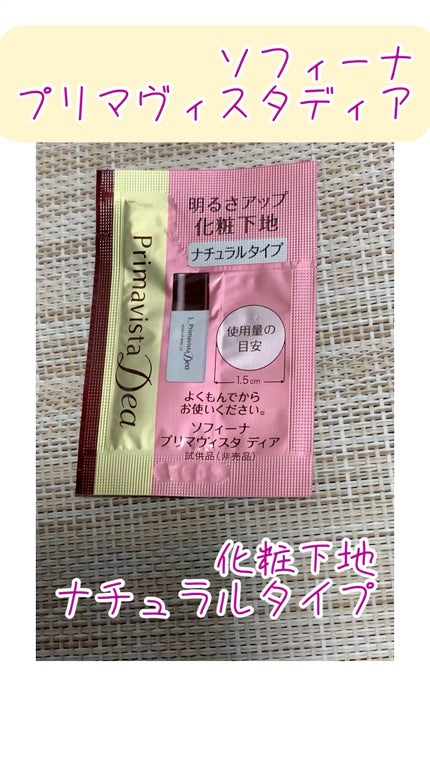 ソフィーナ
プリマヴィスタディア
明るさアップ
化粧下地
ナチュラルタイプ
Primavista Dea
1. Primavista Dea
使用量の
目安
1.5cm
よくもんでから
お使いください。
ソフィーナ
プリマヴィスタ ディア
試供品(非売品)
化粧下地
ナチュラルタイプ